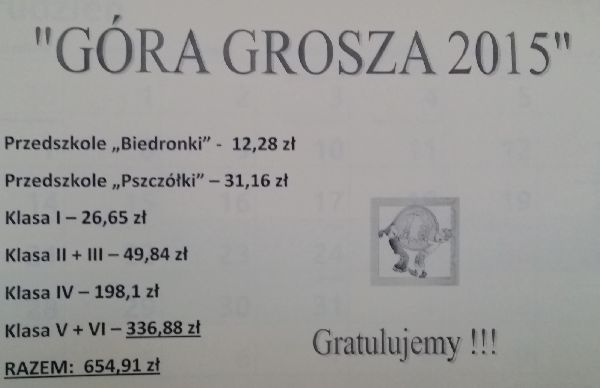 "GÓRA GROSZA 2015"
Przedszkole „Biedronki” - 12,28 zł
Przedszkole „Pszczółki” – 31,16 zł
Klasa I – 26,65 zł
Klasa II + III – 49,84 zł
Klasa IV – 198,1 zł
Klasa V + VI – 336,88 zł
RAZEM: 654,91 zł
Gratulujemy !!!